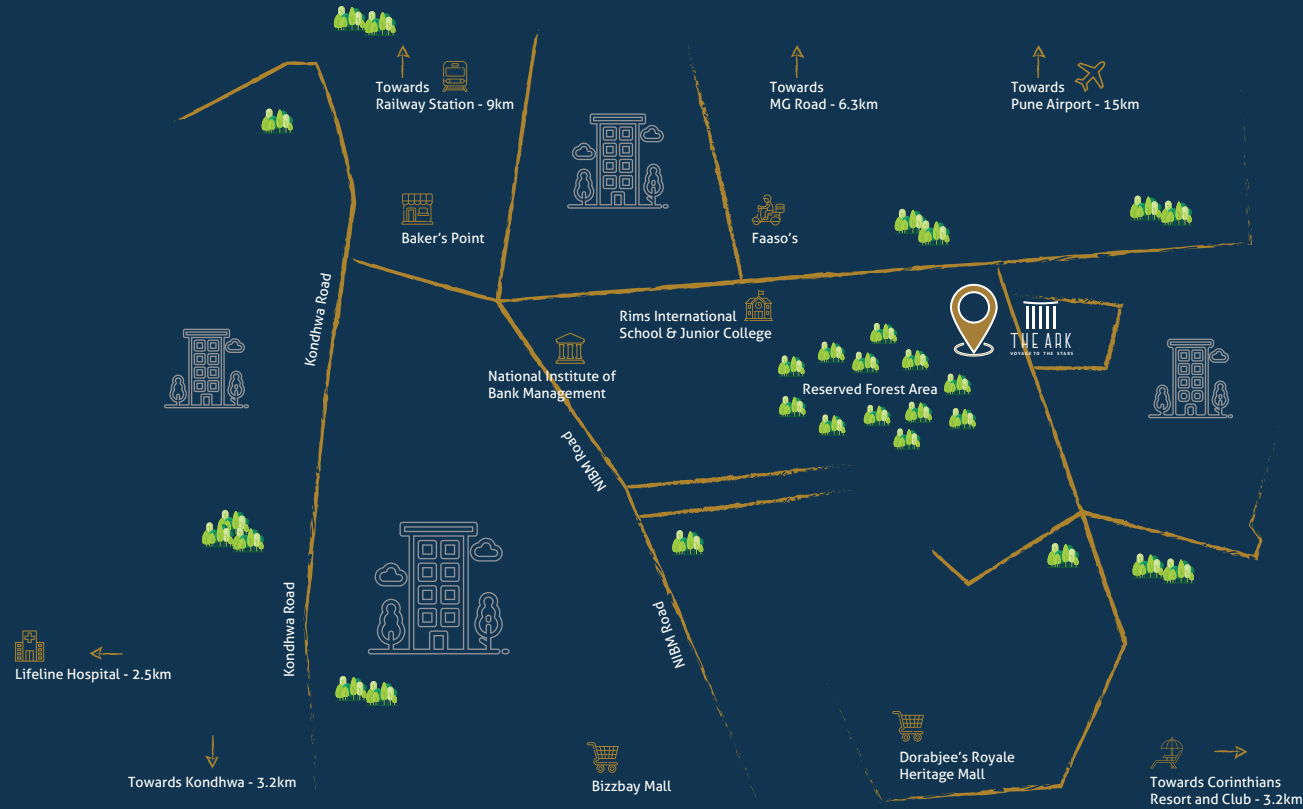 Towards
Railway Station - 9km
Towards
MG Road - 6.3km
Towards
Pune Airport - 15km
Baker's Point
Faaso's
Kondhwa Road
Rims International
School & Junior College
THE ARK
VOYAGE TO THE STARS
National Institute of
Bank Management
Reserved Forest Area
NIBM Road
Kondhwa Road
NIBM Road
Lifeline Hospital - 2.5km
Towards Kondhwa - 3.2km
Bizzbay Mall
Dorabjee's Royale
Heritage Mall
Towards Corinthians
Resort and Club - 3.2km